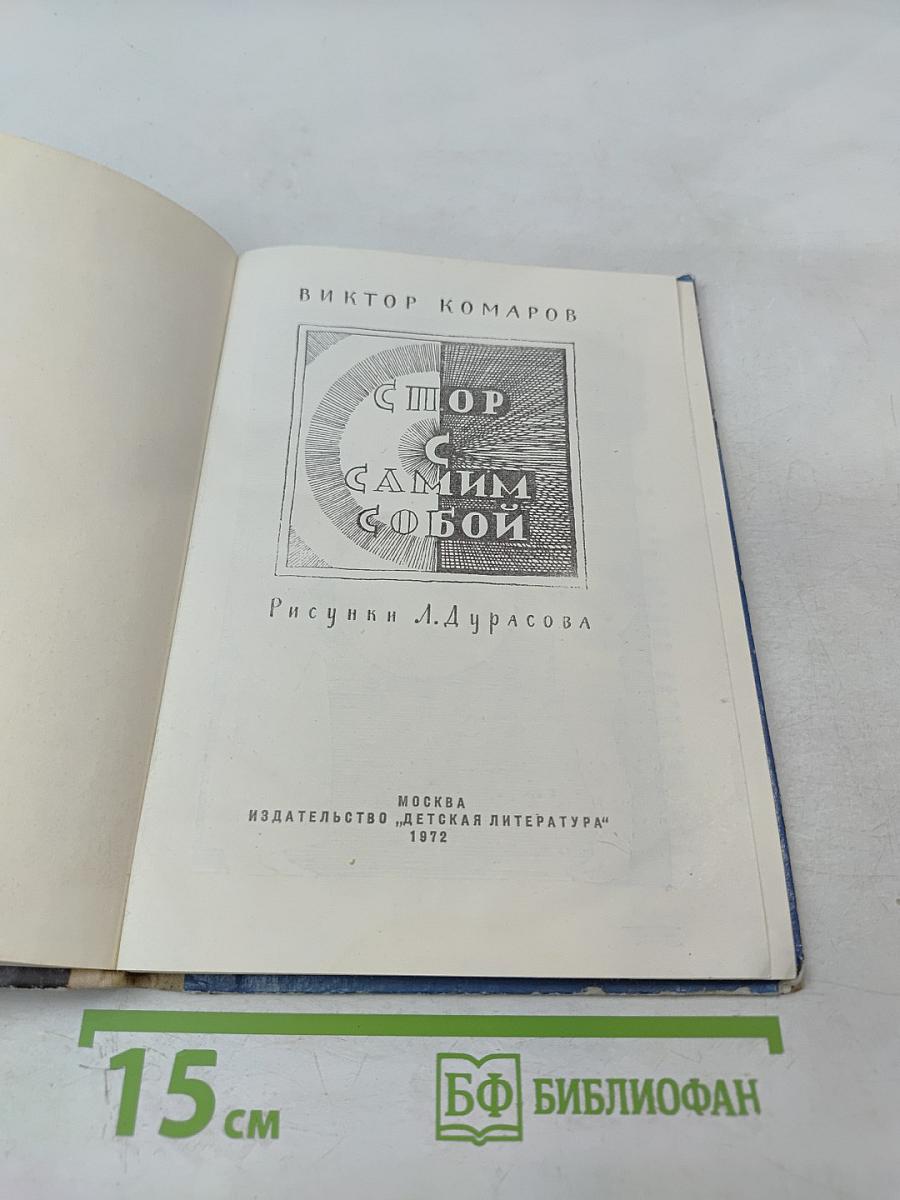 ВИКТОР КОМАРОВ
СПОР
С
САМИМ
СОБОЙ
Рисунки Л. Дурасова
МОСКВА
ИЗДАТЕЛЬСТВО „ДЕТСКАЯ ЛИТЕРАТУРА“
1972
15 см
БФ БИБЛИОФАН